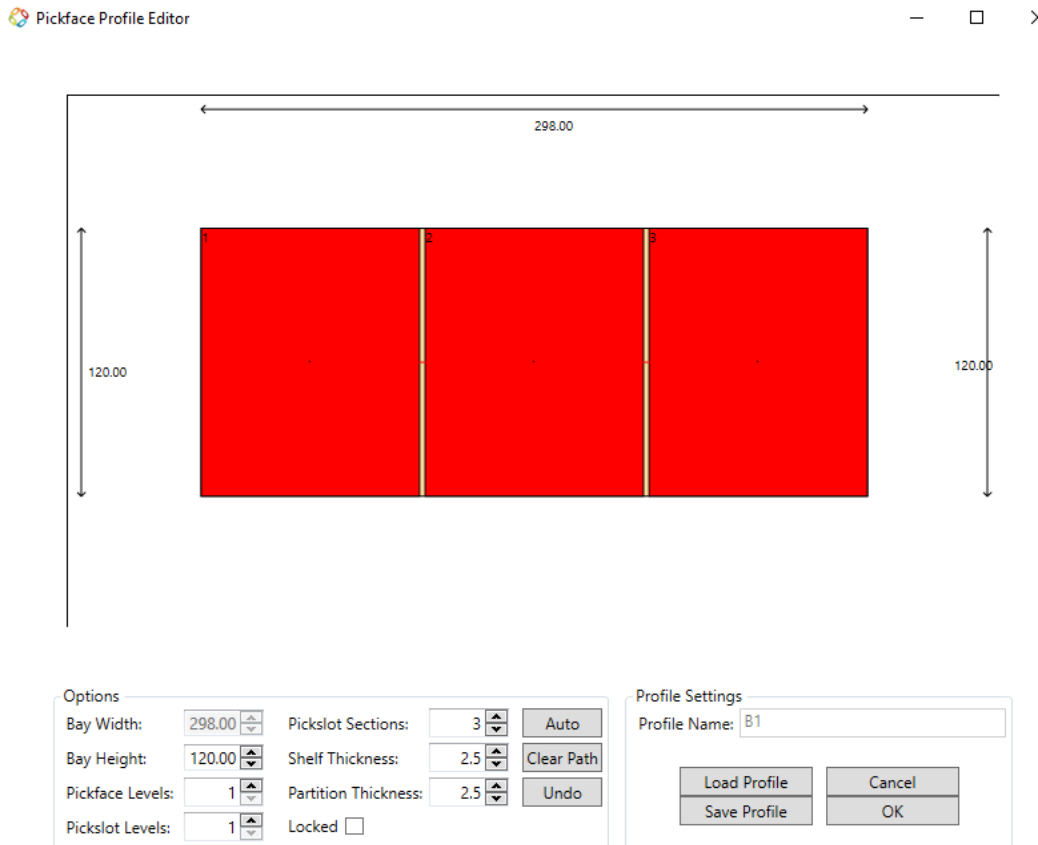 Pickface Profile Editor
298.00
1
2
3
120.00
120.00
Options
Bay Width: 298.00
Pickslot Sections: 3
Auto
Bay Height: 120.00
Shelf Thickness: 2.5
Clear Path
Pickface Levels: 1
Partition Thickness: 2.5
Undo
Pickslot Levels: 1
Locked
Profile Settings
Profile Name: B1
Load Profile
Cancel
Save Profile
OK